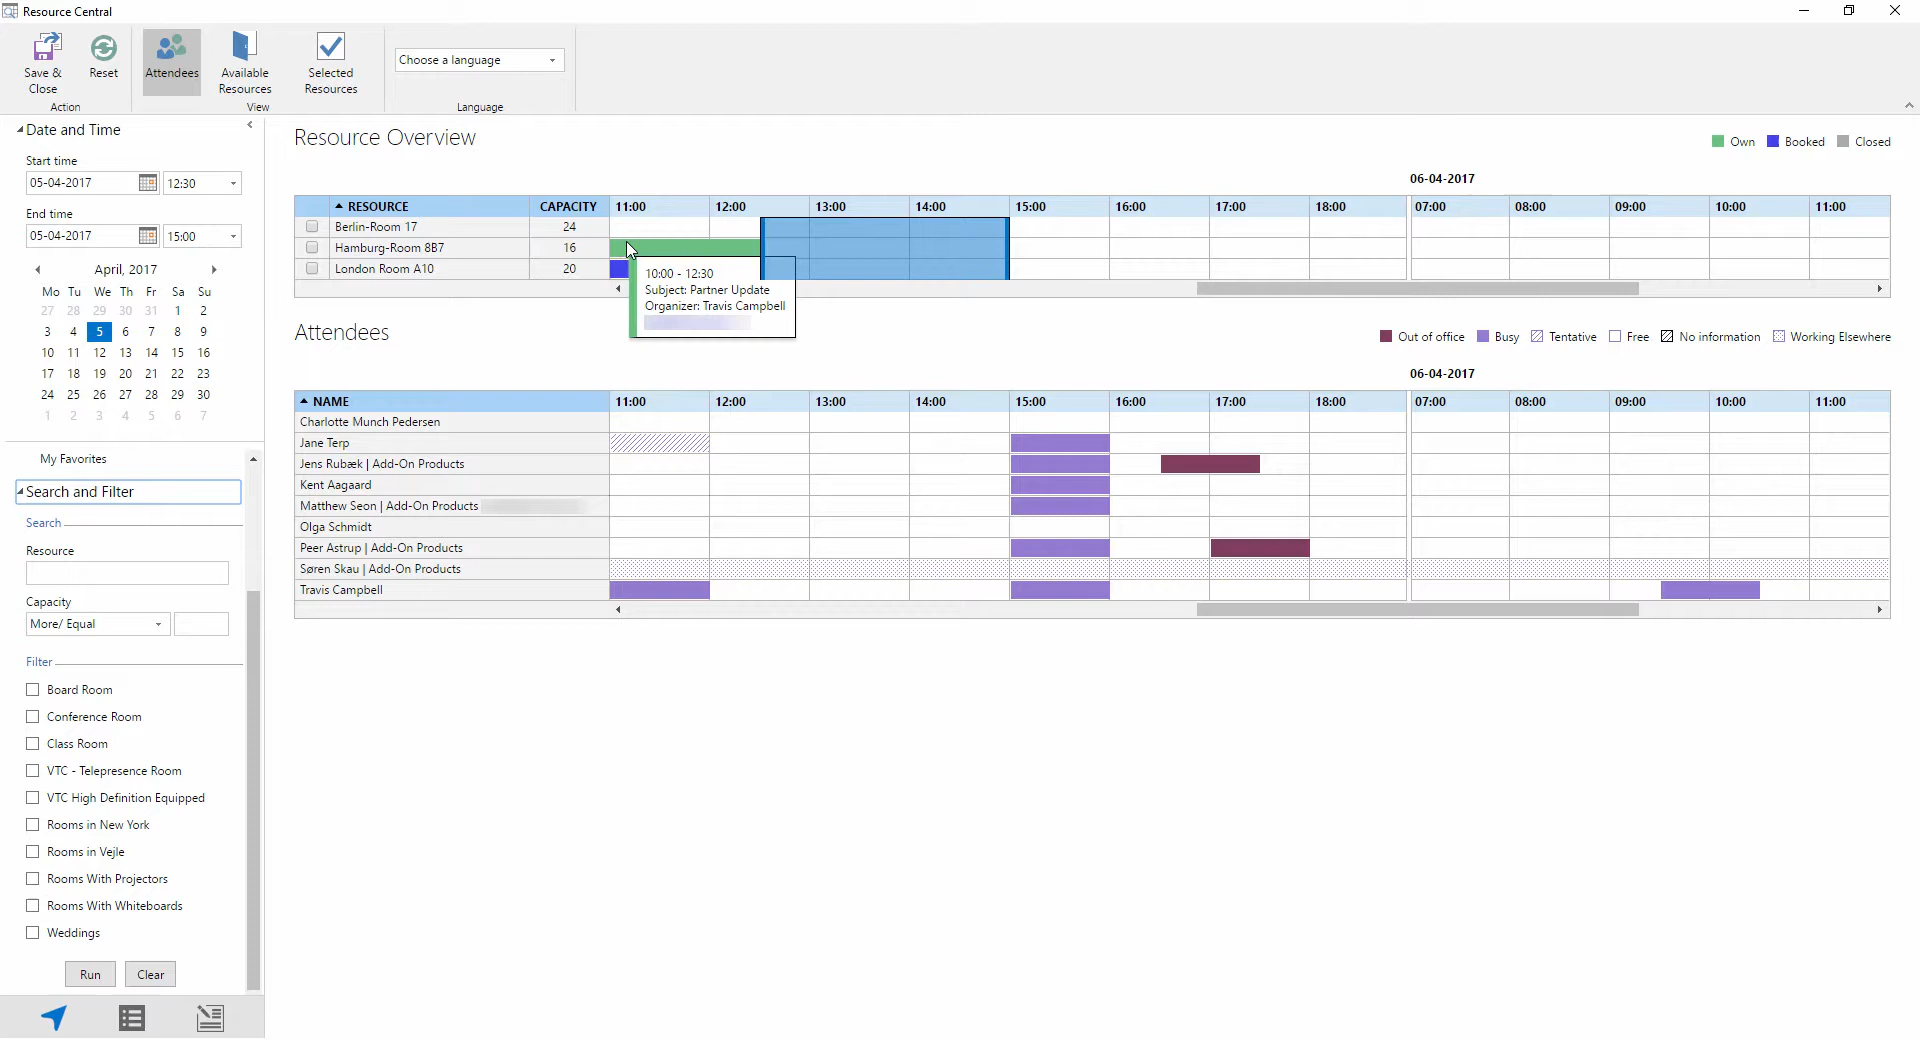 Resource Central
Save & Close
Reset
Attendees
Available Resources
Selected Resources
Choose a language
Action
View
Language
Date and Time
Start time
05-04-2017 12:30
End time
05-04-2017 15:00
April, 2017
Mo Tu We Th Fr Sa Su
27 28 29 30 31 1 2
3 4 5 6 7 8 9
10 11 12 13 14 15 16
17 18 19 20 21 22 23
24 25 26 27 28 29 30
1 2 3 4 5 6 7
My Favorites
Search and Filter
Search
Resource
Capacity
More/ Equal
Filter
Board Room
Conference Room
Class Room
VTC - Telepresence Room
VTC High Definition Equipped
Rooms in New York
Rooms in Vejle
Rooms With Projectors
Rooms With Whiteboards
Weddings
Run Clear
Resource Overview
Own Booked Closed
06-04-2017
RESOURCE CAPACITY 11:00 12:00 13:00 14:00 15:00 16:00 17:00 18:00 07:00 08:00 09:00 10:00 11:00
Berlin-Room 17 24
Hamburg-Room 8B7 16
London Room A10 20
10:00 - 12:30
Subject: Partner Update
Organizer: Travis Campbell
Attendees
Out of office Busy Tentative Free No information Working Elsewhere
06-04-2017
NAME 11:00 12:00 13:00 14:00 15:00 16:00 17:00 18:00 07:00 08:00 09:00 10:00 11:00
Charlotte Munch Pedersen
Jane Terp
Jens Rubæk | Add-On Products
Kent Aagaard
Matthew Seon | Add-On Products
Olga Schmidt
Peer Astrup | Add-On Products
Søren Skau | Add-On Products
Travis Campbell